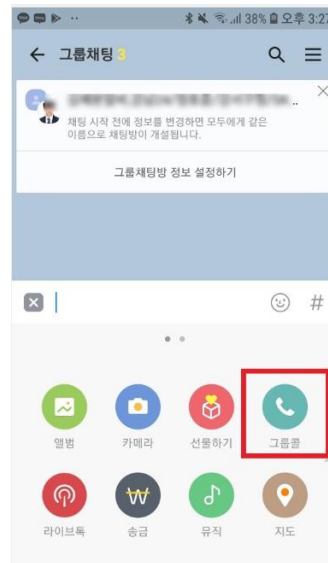 38% 오후 3:27
그룹채팅 3
채팅 시작 전에 정보를 변경하면 모두에게 같은
이름으로 채팅방이 개설됩니다.
그룹채팅방 정보 설정하기
#
앨범 카메라 선물하기 그룹콜
라이브톡 송금 뮤직 지도